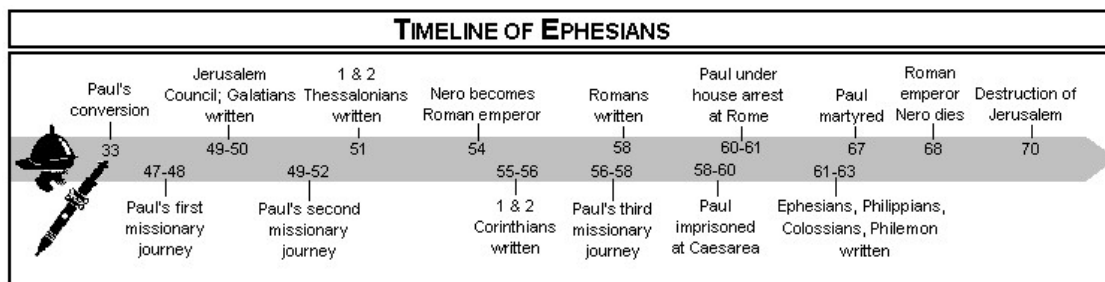 TIMELINE OF EPHESIANS
Paul's
conversion
33
Jerusalem
Council; Galatians
written
49-50
1 & 2
Thessalonians
written
51
Nero becomes
Roman emperor
54
Romans
written
58
Paul under
house arrest
at Rome
60-61
Paul
martyred
67
Roman
emperor
Nero dies
68
Destruction of
Jerusalem
70
47-48
Paul's first
missionary
journey
49-52
Paul's second
missionary
journey
55-56
1 & 2
Corinthians
written
56-58
Paul's third
missionary
journey
58-60
Paul
imprisoned
at Caesarea
61-63
Ephesians, Philippians,
Colossians, Philemon
written